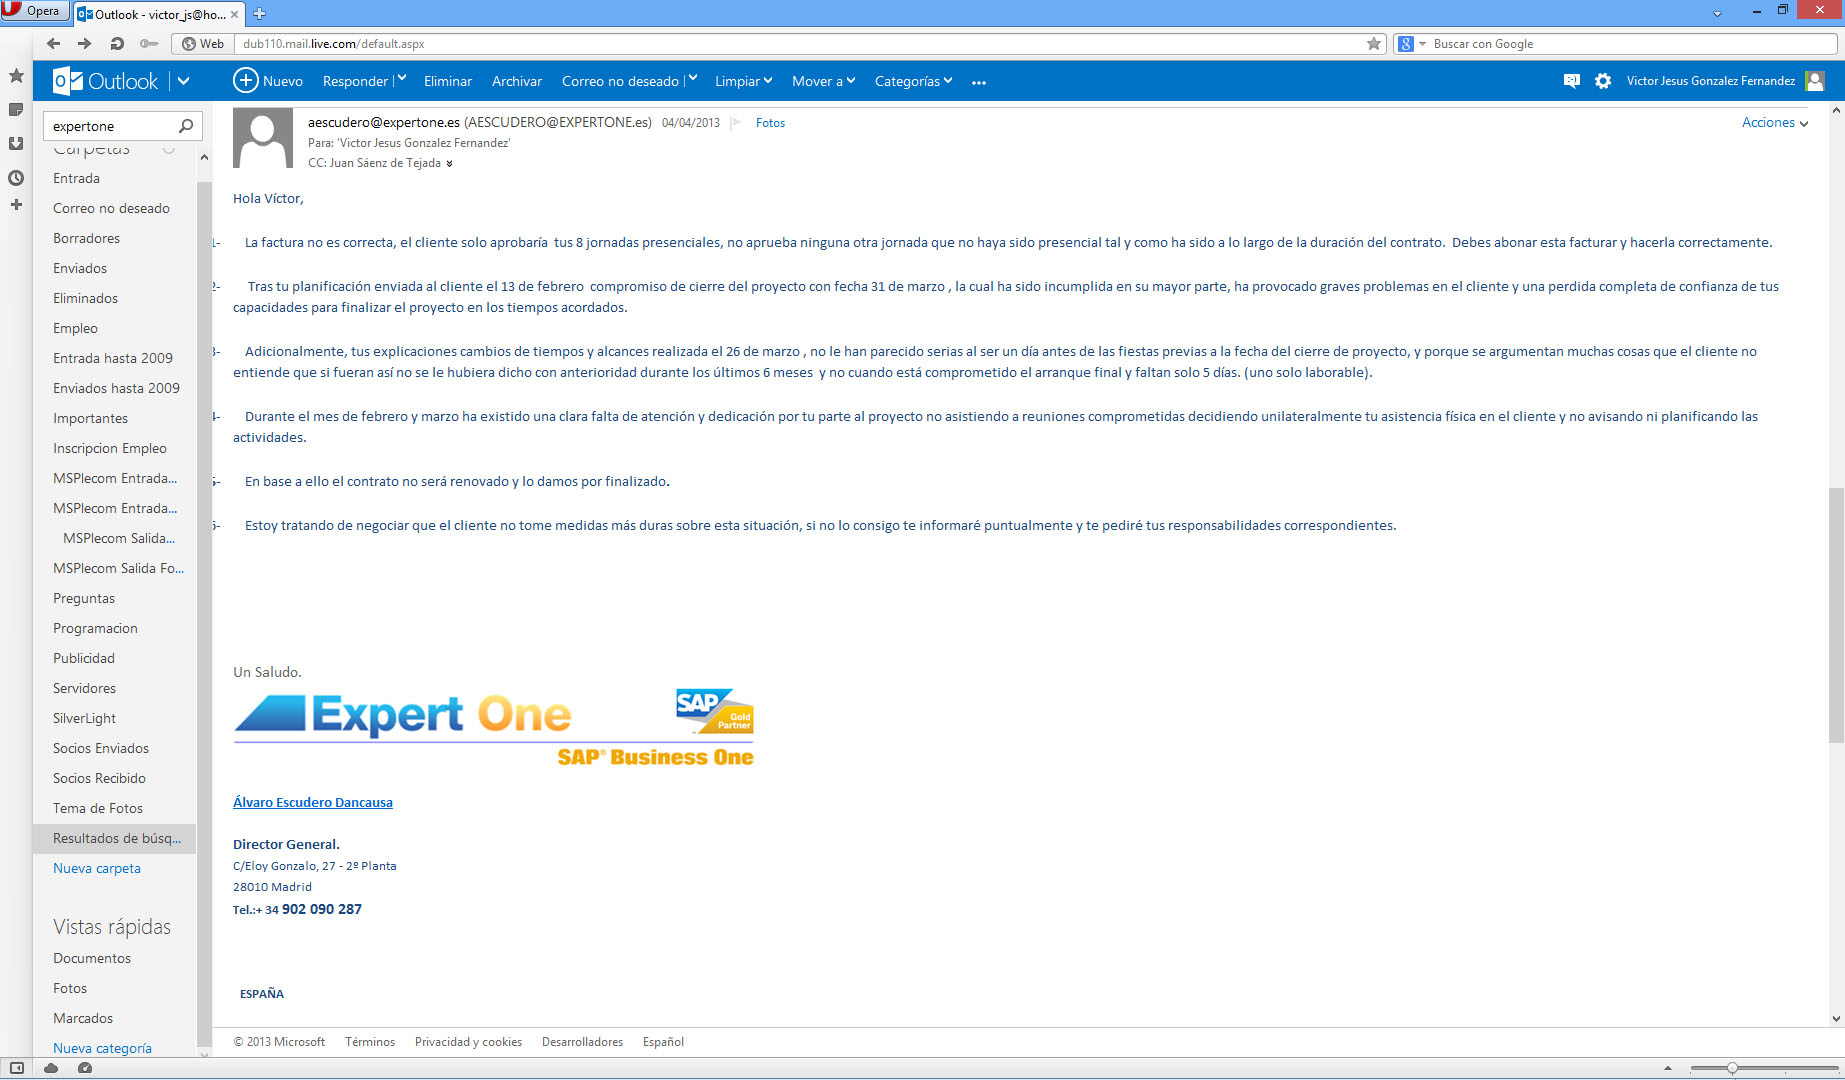 Opera
Outlook - victor_js@ho...
Web
dub110.mail.live.com/default.aspx
Buscar con Google
Outlook
Nuevo
Responder
Eliminar
Archivar
Correo no deseado
Limpiar
Mover a
Categorías
Victor Jesus Gonzalez Fernandez
expertone
Carpetas
Entrada
Correo no deseado
Borradores
Enviados
Eliminados
Empleo
Entrada hasta 2009
Enviados hasta 2009
Importantes
Inscripcion Empleo
MSPlecom Entrada...
MSPlecom Entrada...
MSPlecom Salida...
MSPlecom Salida Fo...
Preguntas
Programacion
Publicidad
Servidores
SilverLight
Socios Enviados
Socios Recibido
Tema de Fotos
Resultados de búsq...
Nueva carpeta
Vistas rápidas
Documentos
Fotos
Marcados
Nueva categoría
aescudero@expertone.es (AESCUDERO@EXPERTONE.es) 04/04/2013 Fotos
Acciones
Para: 'Victor Jesus Gonzalez Fernandez'
CC: Juan Sáenz de Tejada
Hola Víctor,
1- La factura no es correcta, el cliente solo aprobaría tus 8 jornadas presenciales, no aprueba ninguna otra jornada que no haya sido presencial tal y como ha sido a lo largo de la duración del contrato. Debes abonar esta facturar y hacerla correctamente.
2- Tras tu planificación enviada al cliente el 13 de febrero compromiso de cierre del proyecto con fecha 31 de marzo , la cual ha sido incumplida en su mayor parte, ha provocado graves problemas en el cliente y una perdida completa de confianza de tus
capacidades para finalizar el proyecto en los tiempos acordados.
3- Adicionalmente, tus explicaciones cambios de tiempos y alcances realizada el 26 de marzo , no le han parecido serias al ser un día antes de las fiestas previas a la fecha del cierre de proyecto, y porque se argumentan muchas cosas que el cliente no
entiende que si fueran así no se le hubiera dicho con anterioridad durante los últimos 6 meses y no cuando está comprometido el arranque final y faltan solo 5 días. (uno solo laborable).
4- Durante el mes de febrero y marzo ha existido una clara falta de atención y dedicación por tu parte al proyecto no asistiendo a reuniones comprometidas decidiendo unilateralmente tu asistencia física en el cliente y no avisando ni planificando las
actividades.
5- En base a ello el contrato no será renovado y lo damos por finalizado.
6- Estoy tratando de negociar que el cliente no tome medidas más duras sobre esta situación, si no lo consigo te informaré puntualmente y te pediré tus responsabilidades correspondientes.
Un Saludo.
Expert One
SAP
Gold
Partner
SAP® Business One
Álvaro Escudero Dancausa
Director General.
C/Eloy Gonzalo, 27 - 2º Planta
28010 Madrid
Tel.:+ 34 902 090 287
ESPAÑA
© 2013 Microsoft
Términos
Privacidad y cookies
Desarrolladores
Español